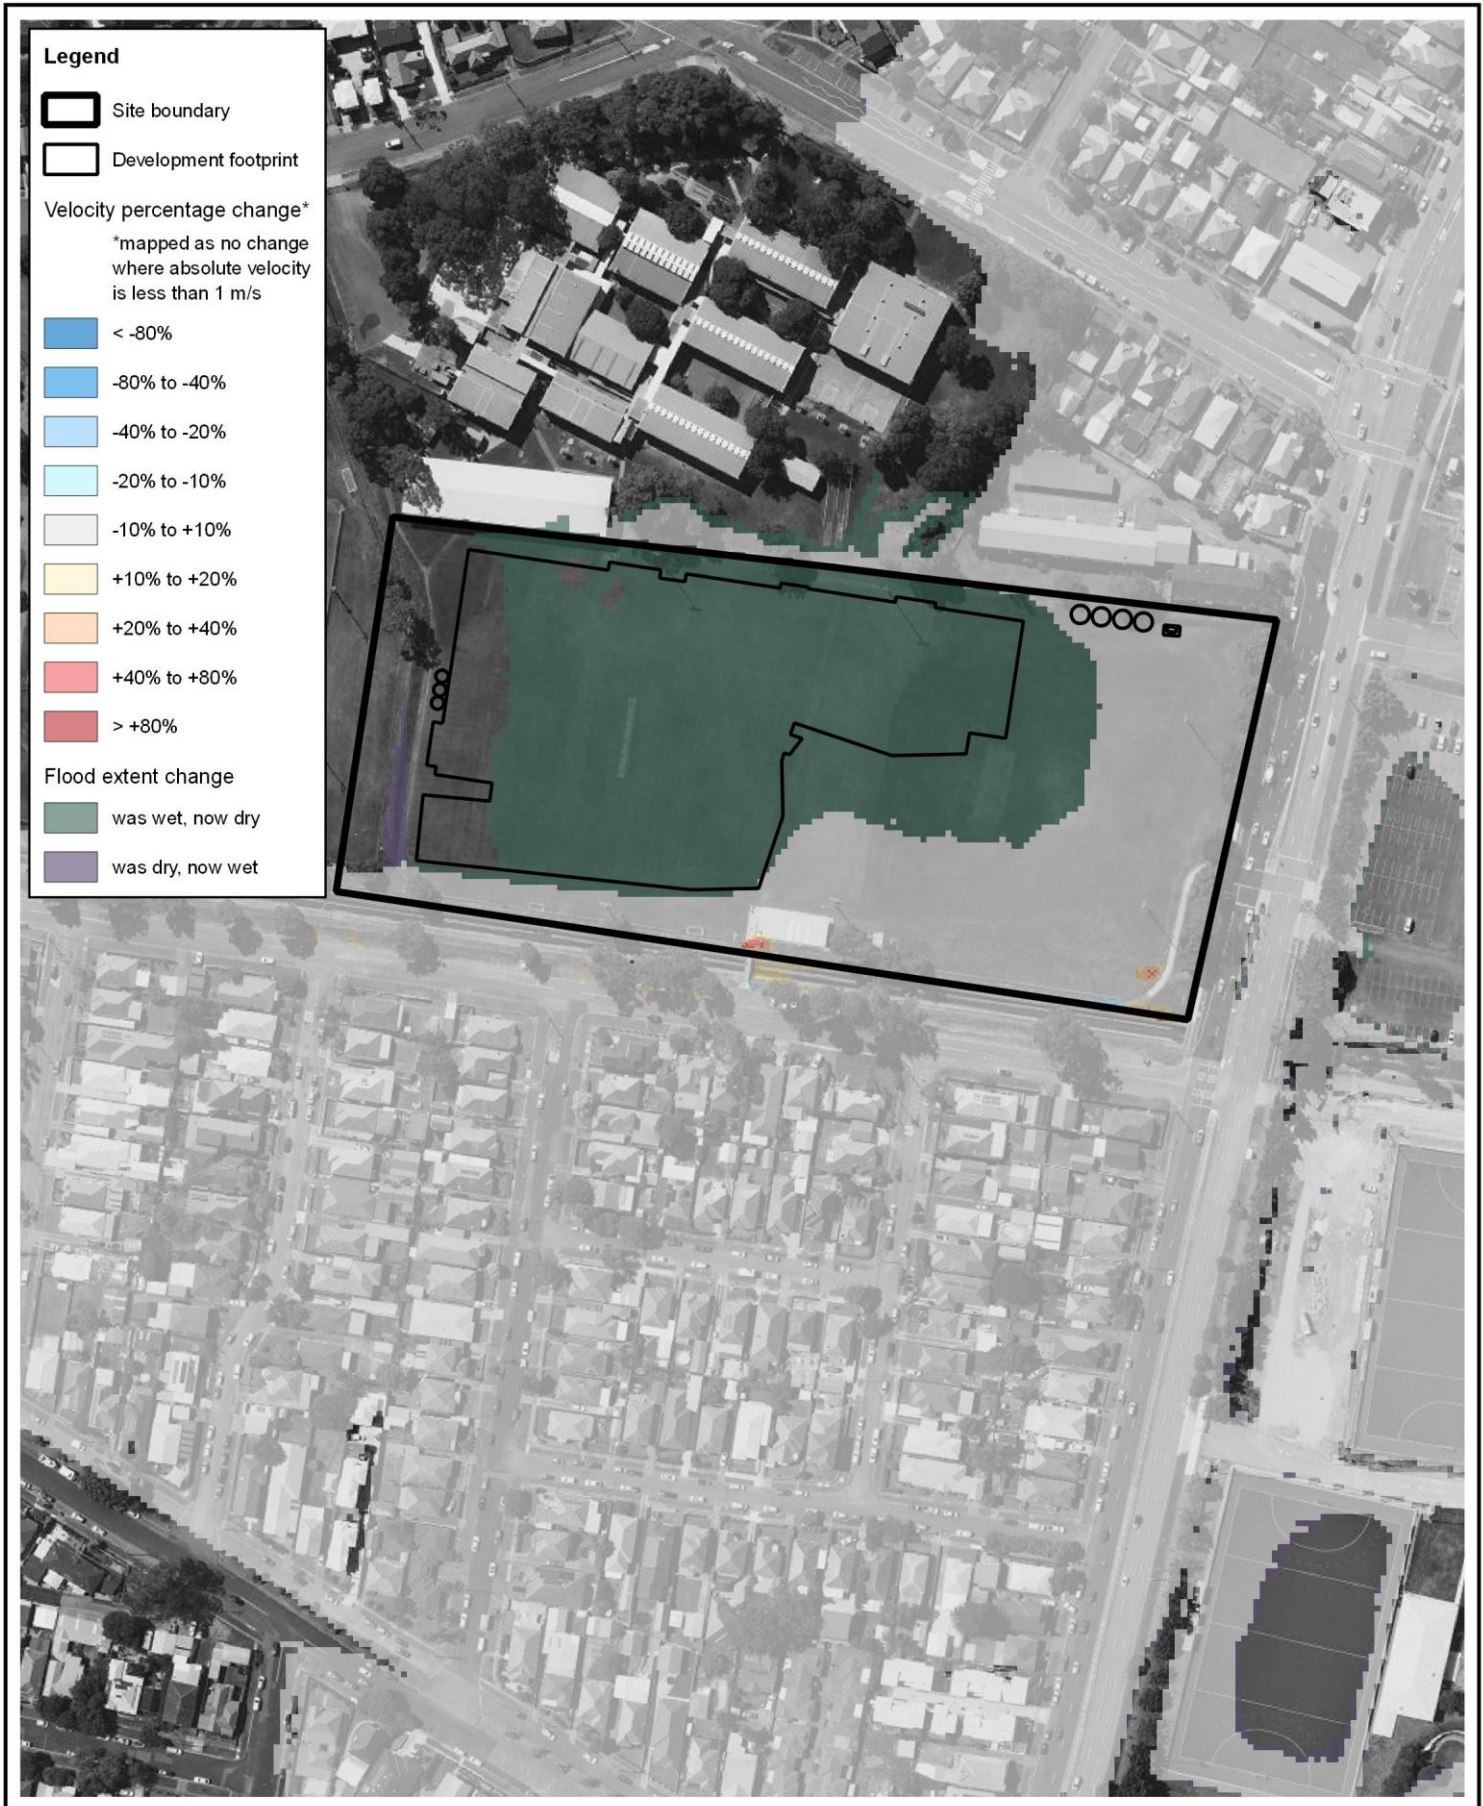 Legend
Site boundary
Development footprint
Velocity percentage change*
*mapped as no change
where absolute velocity
is less than 1 m/s
< -80%
-80% to -40%
-40% to -20%
-20% to -10%
-10% to +10%
+10% to +20%
+20% to +40%
+40% to +80%
> +80%
Flood extent change
was wet, now dry
was dry, now wet